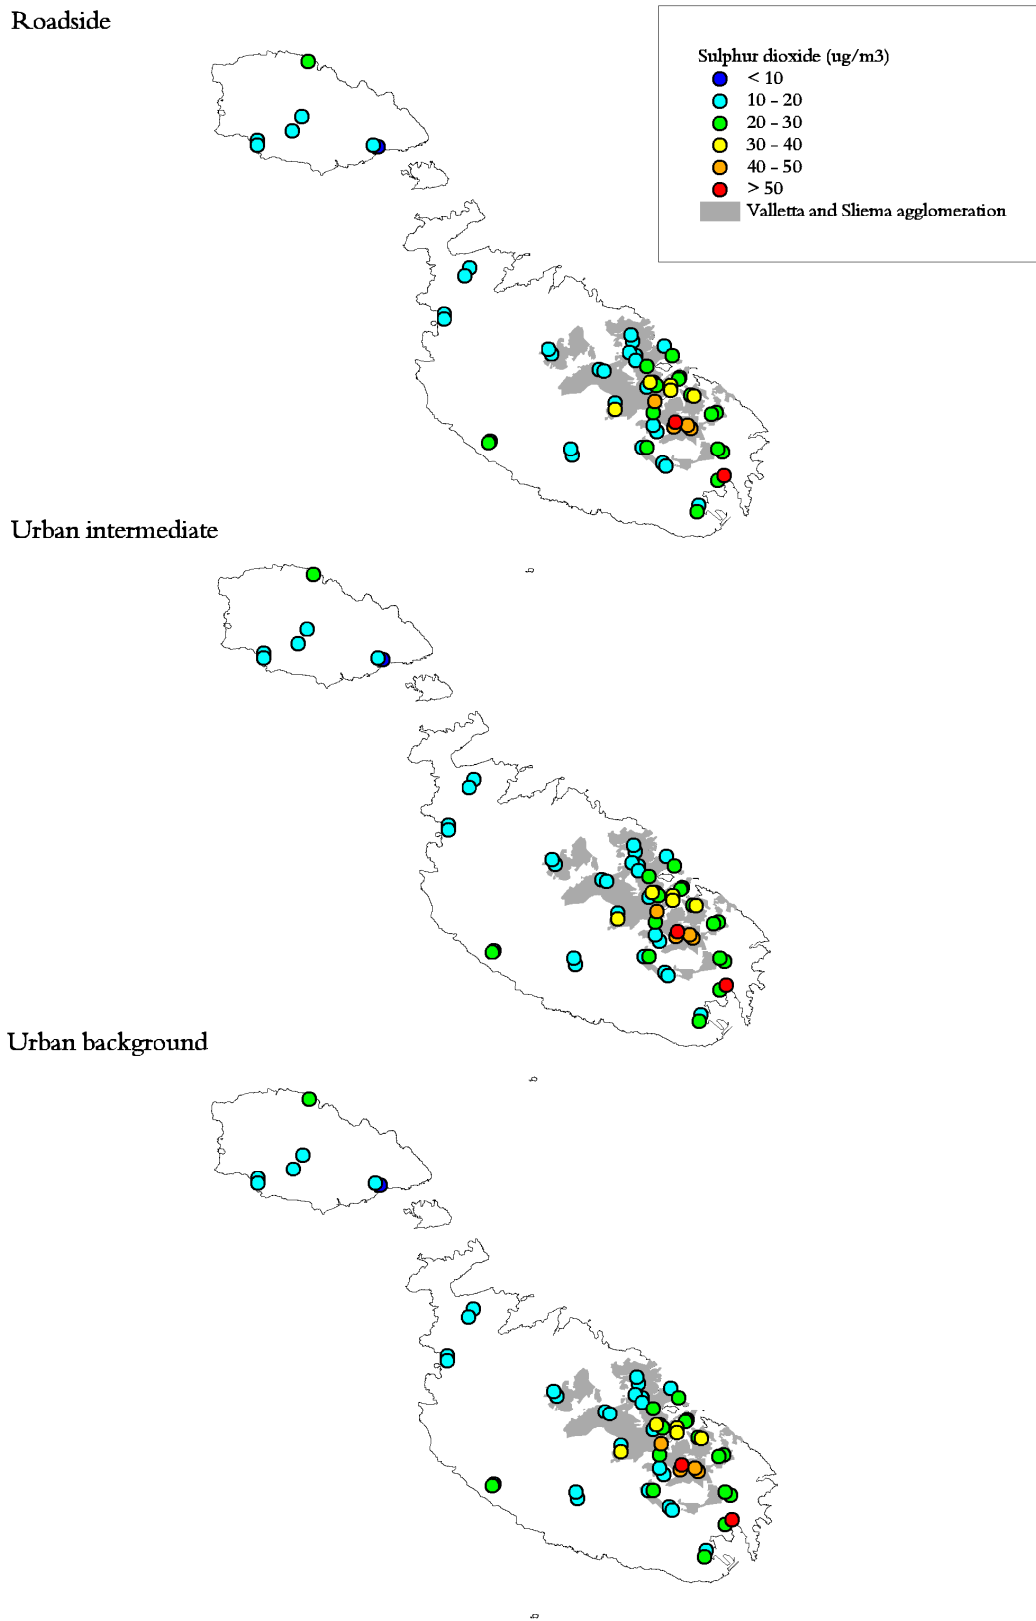 Roadside
Sulphur dioxide (ug/m3)
< 10
10 - 20
20 - 30
30 - 40
40 - 50
> 50
Valletta and Sliema agglomeration
Urban intermediate
Urban background